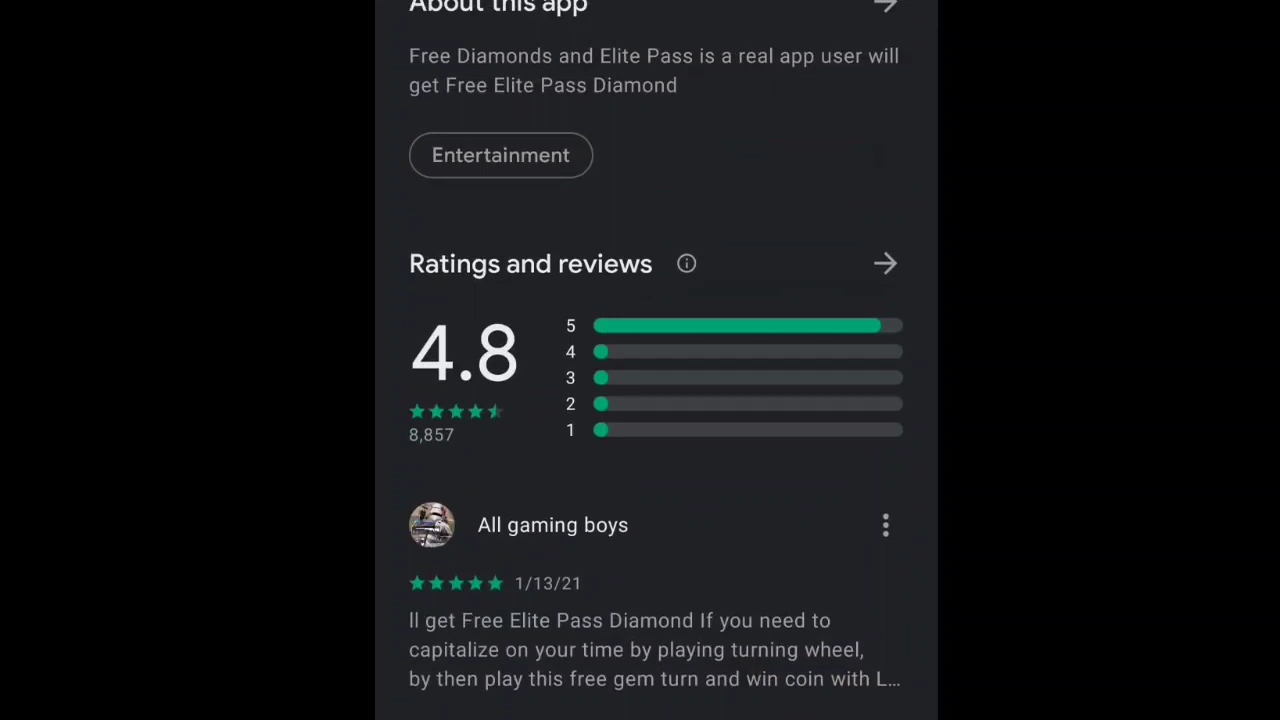 About this app
Free Diamonds and Elite Pass is a real app user will
get Free Elite Pass Diamond
Entertainment
Ratings and reviews
4.8
8,857
5
4
3
2
1
All gaming boys
1/13/21
ll get Free Elite Pass Diamond If you need to
capitalize on your time by playing turning wheel,
by then play this free gem turn and win coin with L...